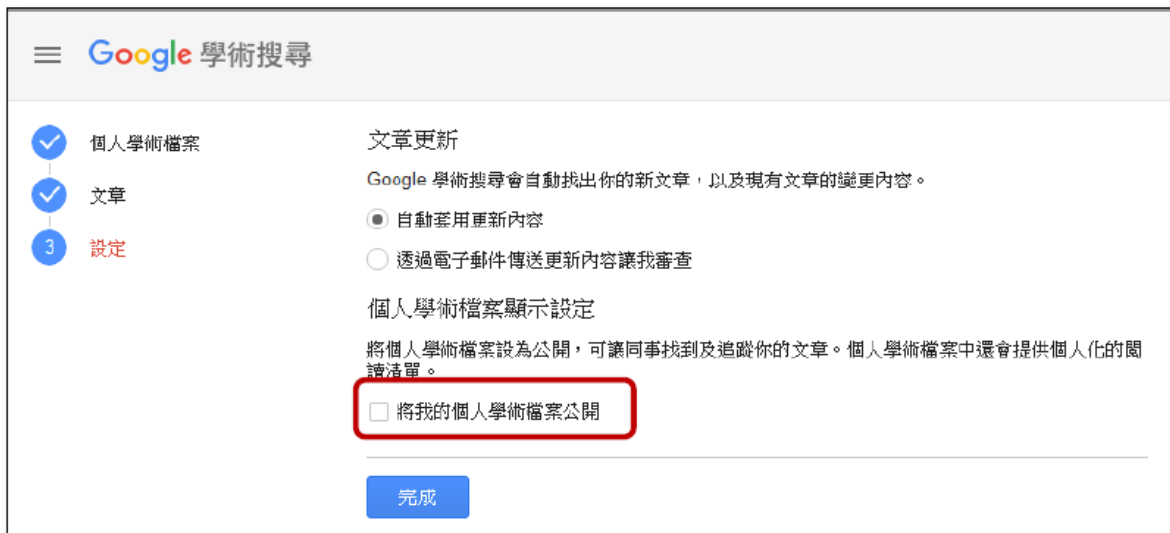 Google 學術搜尋
個人學術檔案
文章
3 設定
文章更新
Google 學術搜尋會自動找出你的新文章，以及現有文章的變更內容。
自動套用更新內容
透過電子郵件傳送更新內容讓我審查
個人學術檔案顯示設定
將個人學術檔案設為公開，可讓同事找到及追蹤你的文章。個人學術檔案中還會提供個人化的閱
讀清單。
將我的個人學術檔案公開
完成